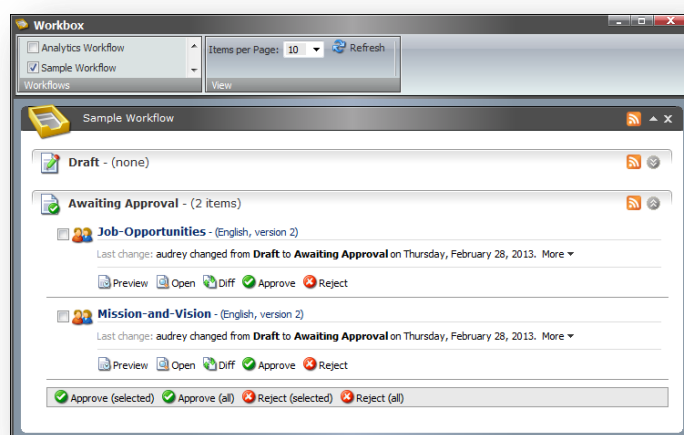 Workbox
Analytics Workflow
Sample Workflow
Workflows
Items per Page: 10 Refresh
View
Sample Workflow
Draft - (none)
Awaiting Approval - (2 items)
Job-Opportunities - (English, version 2)
Last change: audrey changed from Draft to Awaiting Approval on Thursday, February 28, 2013. More
Preview Open Diff Approve Reject
Mission-and-Vision - (English, version 2)
Last change: audrey changed from Draft to Awaiting Approval on Thursday, February 28, 2013. More
Preview Open Diff Approve Reject
Approve (selected) Approve (all) Reject (selected) Reject (all)